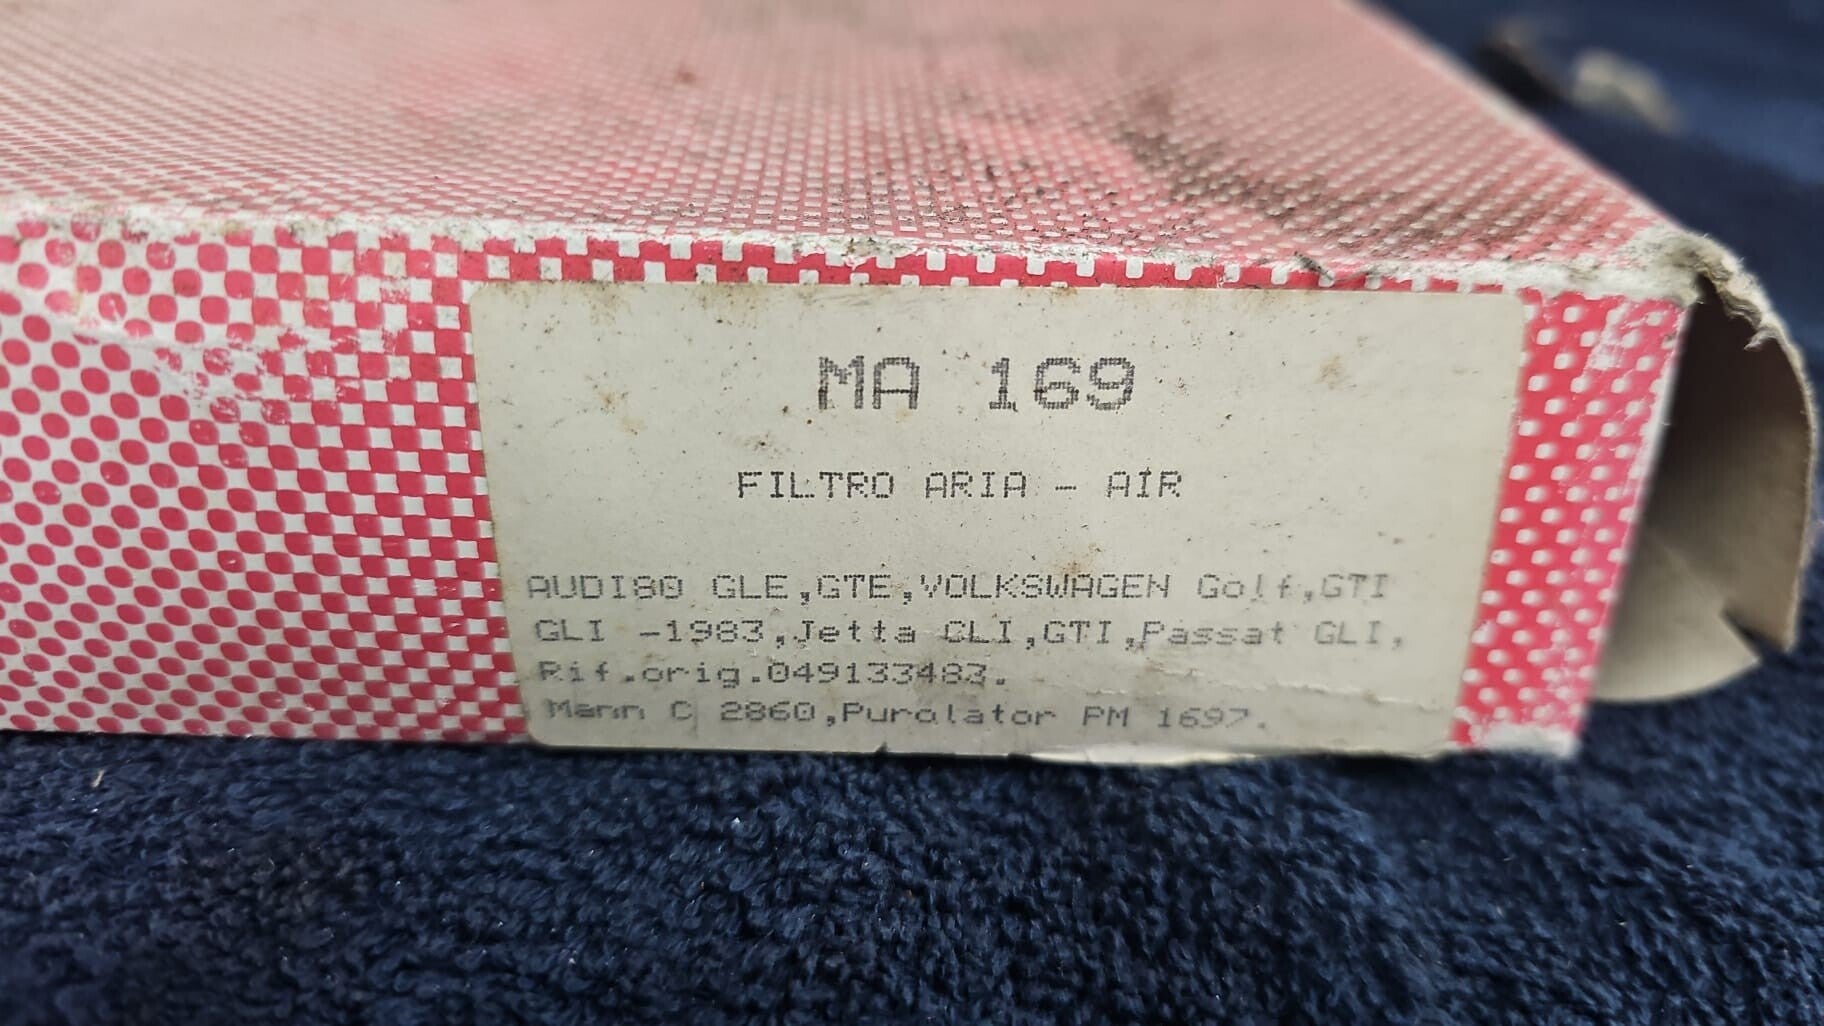 MA 169
FILTRO ARIA - AIR
AUDI80 GLE,GTE,VOLKSWAGEN Golf,GTI
GLI -1983,Jetta GLI,GTI,Passat GLI,
Rif.orig.049133483.
Mann C 2860,Puralator PM 1697.